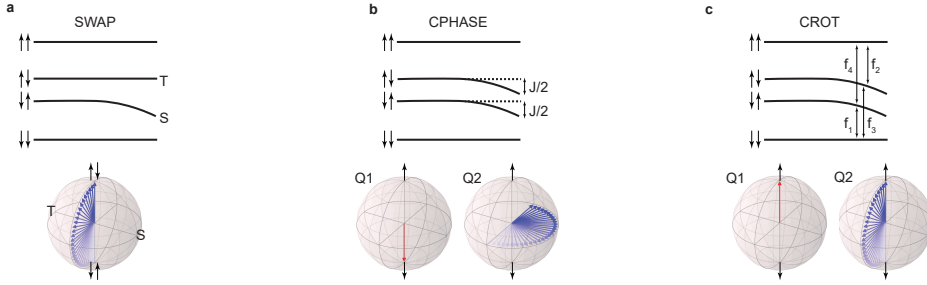 a
SWAP
↑↑
↑↓
T
↓↑
S
↓↓
↑↓
T
S
↓↑
b
CPHASE
↑↑
↑↓
J/2
↓↑
J/2
↓↓
Q1
Q2
c
CROT
↑↑
↑↓
f4
f2
↓↑
f1
f3
↓↓
Q1
Q2